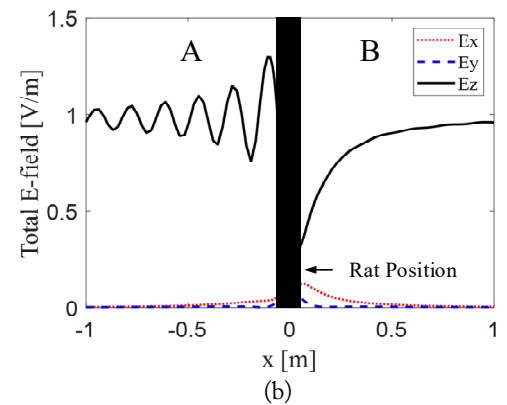 1.5
A
B
Ex
Ey
Ez
1
Total E-field [V/m]
0.5
Rat Position
0
-1
-0.5
0
0.5
1
x [m]
(b)